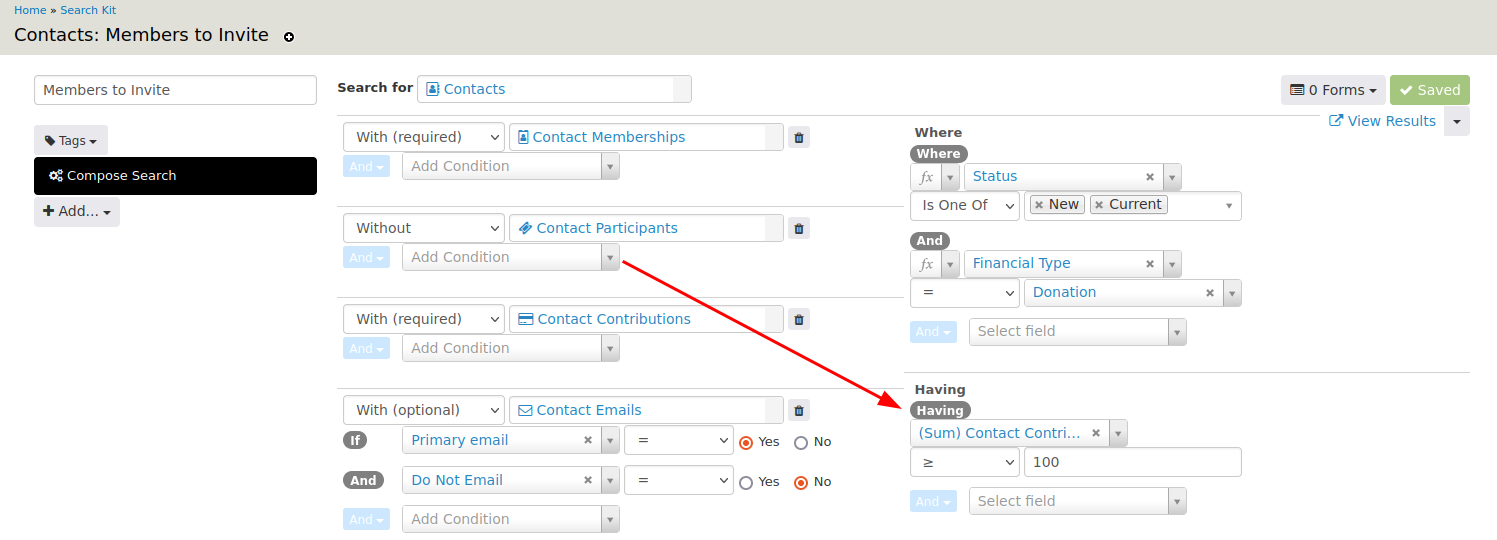 Home » Search Kit
Contacts: Members to Invite
Members to Invite
Tags
Compose Search
Add...
Search for Contacts
0 Forms
Saved
View Results
With (required) Contact Memberships
And Add Condition
Without Contact Participants
And Add Condition
With (required) Contact Contributions
And Add Condition
With (optional) Contact Emails
If Primary email = Yes No
And Do Not Email = Yes No
And Add Condition
Where
Where
fx Status
Is One Of × New × Current
And
fx Financial Type
= Donation
And Select field
Having
Having
(Sum) Contact Contri...
≥ 100
And Select field